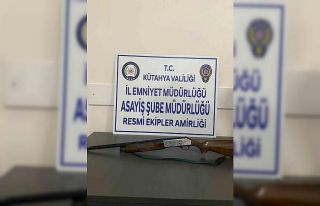 T.C.
KÜTAHYA VALİLİĞİ
İL EMNİYET MÜDÜRLÜĞÜ
ASAYİŞ ŞUBE MÜDÜRLÜĞÜ
RESMİ EKİPLER AMİRLİĞİ